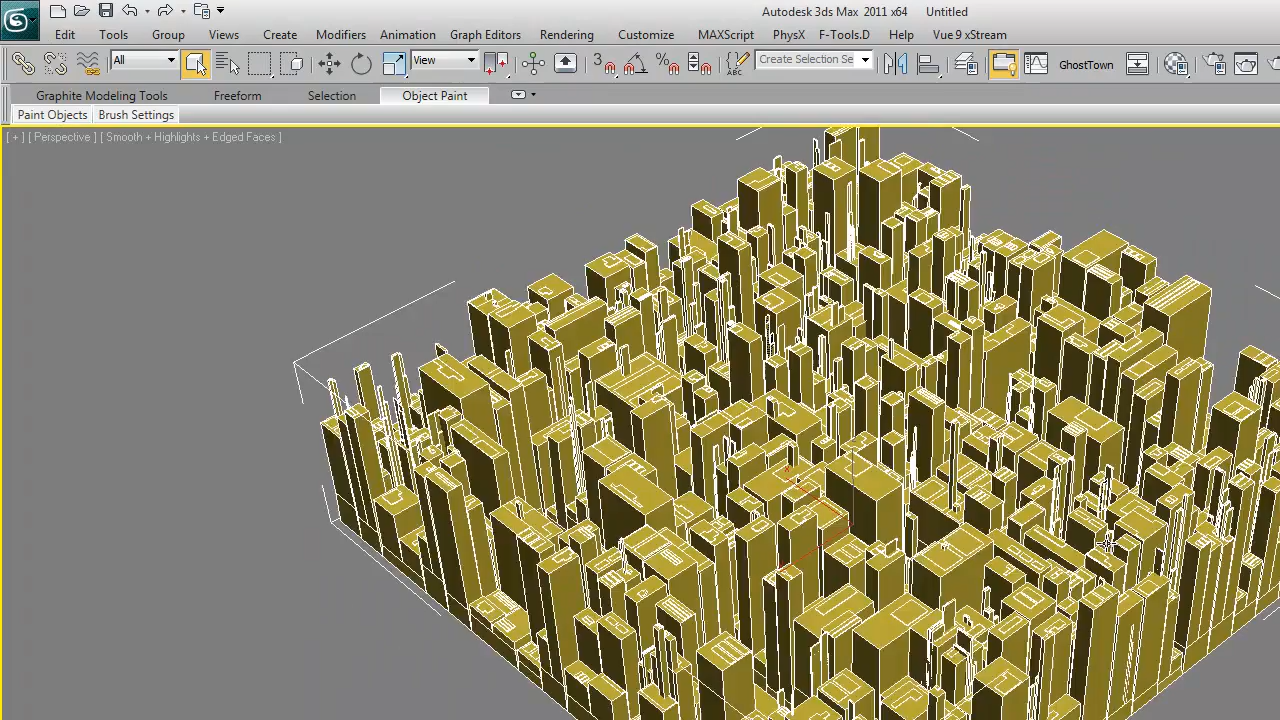 Autodesk 3ds Max 2011 x64 Untitled
Edit Tools Group Views Create Modifiers Animation Graph Editors Rendering Customize MAXScript PhysX F-Tools.D Help Vue 9 xStream
All View 3 % ABC Create Selection Se GhostTown
Graphite Modeling Tools Freeform Selection Object Paint
Paint Objects Brush Settings
[ + ] [ Perspective ] [ Smooth + Highlights + Edged Faces ]